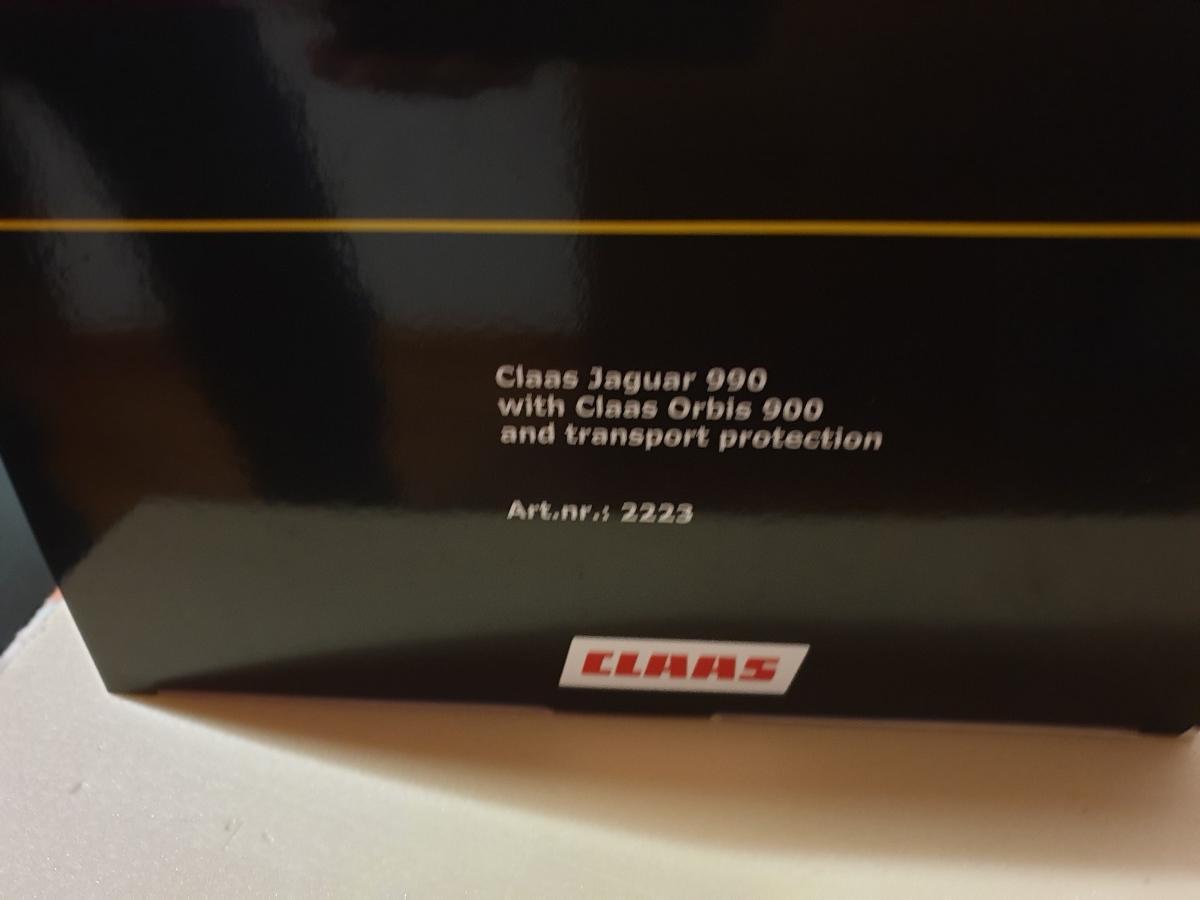 Claas Jaguar 990
with Claas Orbis 900
and transport protection
Art.nr.: 2223
CLAAS